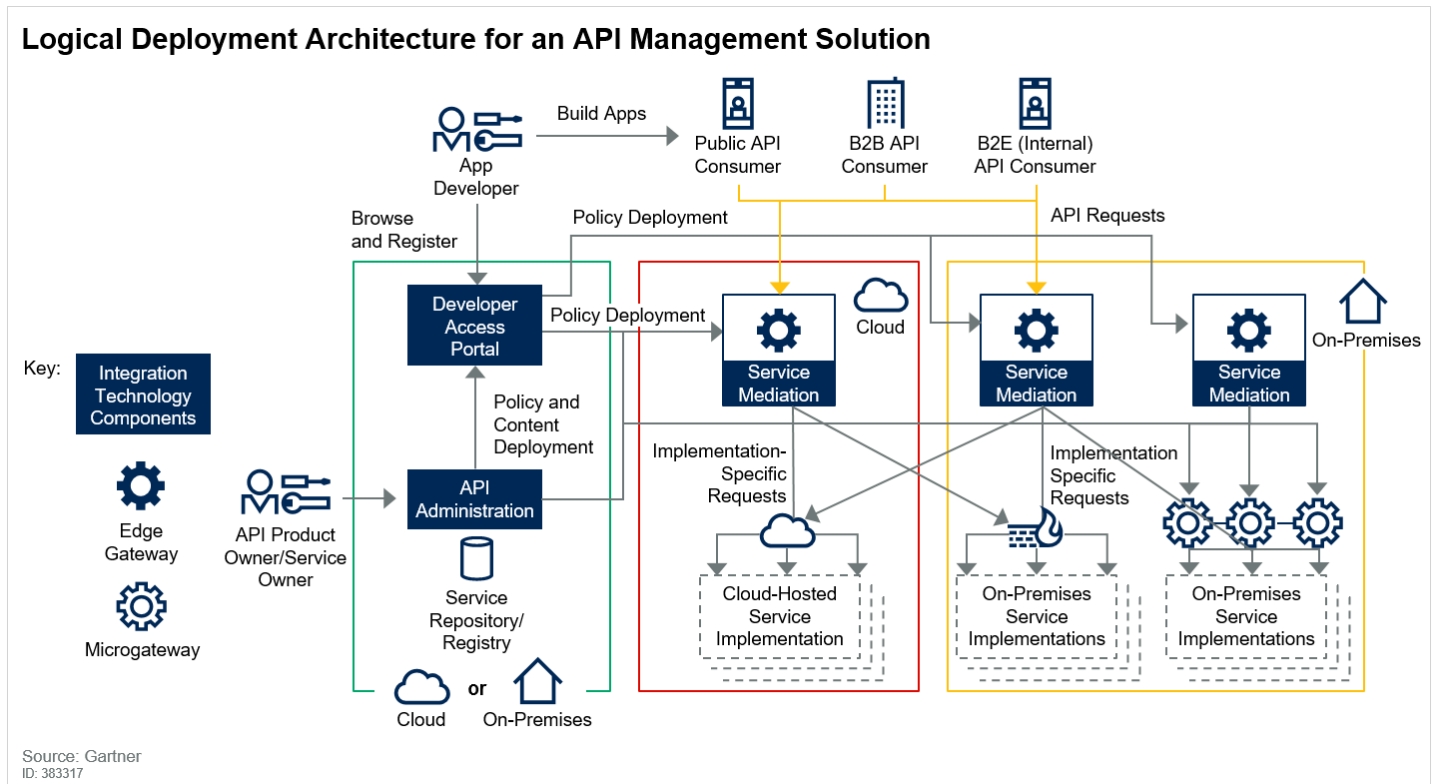 Logical Deployment Architecture for an API Management Solution
Build Apps
App
Developer
Public API
Consumer
B2B API
Consumer
B2E (Internal)
API Consumer
Browse
and Register
Policy Deployment
API Requests
Developer
Access
Portal
Policy Deployment
Cloud
On-Premises
Service
Mediation
Service
Mediation
Service
Mediation
Key:
Integration
Technology
Components
Policy and
Content
Deployment
Implementation-
Specific
Requests
Implementation
Specific
Requests
Edge
Gateway
API Product
Owner/Service
Owner
API
Administration
Microgateway
Service
Repository/
Registry
Cloud-Hosted
Service
Implementation
On-Premises
Service
Implementations
On-Premises
Service
Implementations
Cloud
or
On-Premises
Source: Gartner
ID: 383317